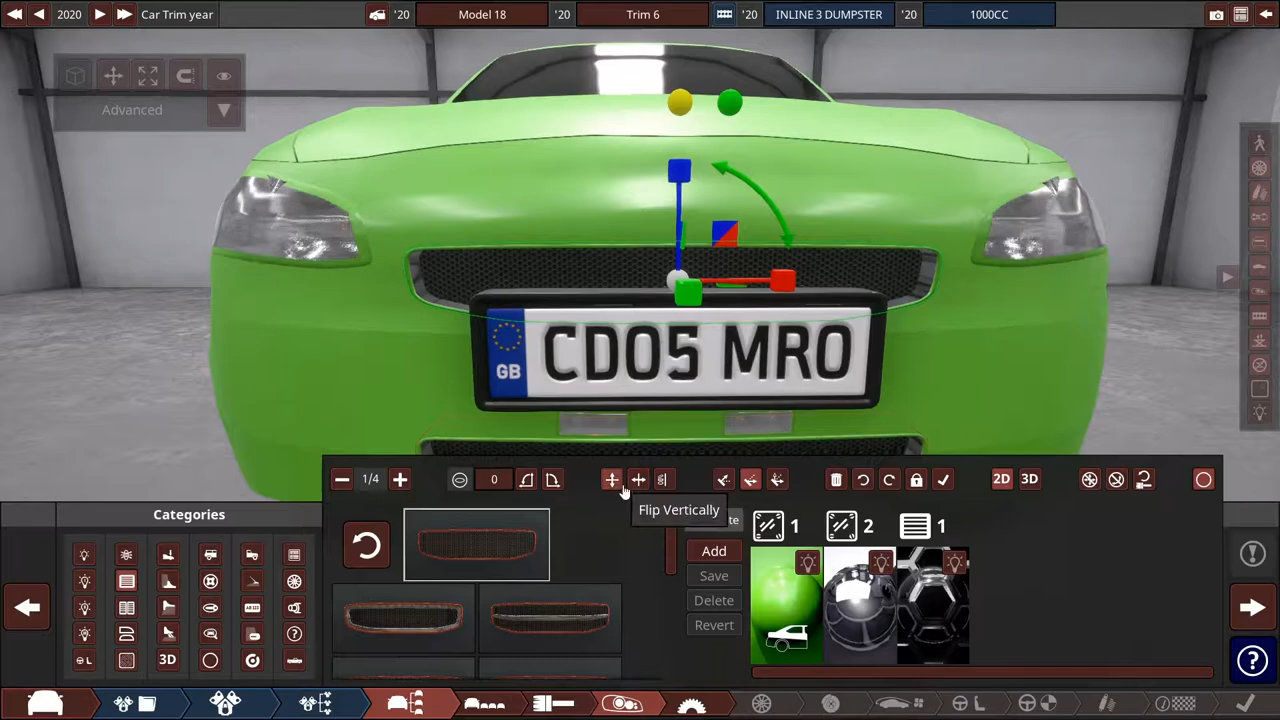 2020 Car Trim year '20 Model 18 '20 Trim 6 '20 INLINE 3 DUMPSTER '20 1000CC
Advanced
GB CD05 MRO
1/4 0 2D 3D
Flip Vertically
Categories
1 2 1
Add
Save
Delete
Revert
L
3D
?